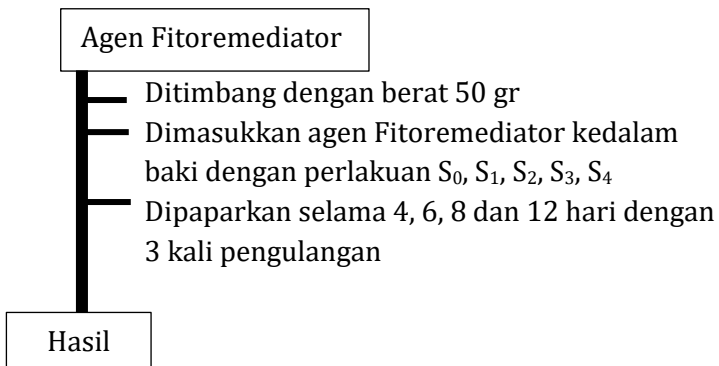 Agen Fitoremediator
Ditimbang dengan berat 50 gr
Dimasukkan agen Fitoremediator kedalam
baki dengan perlakuan S₀, S₁, S₂, S₃, S₄
Dipaparkan selama 4, 6, 8 dan 12 hari dengan
3 kali pengulangan
Hasil